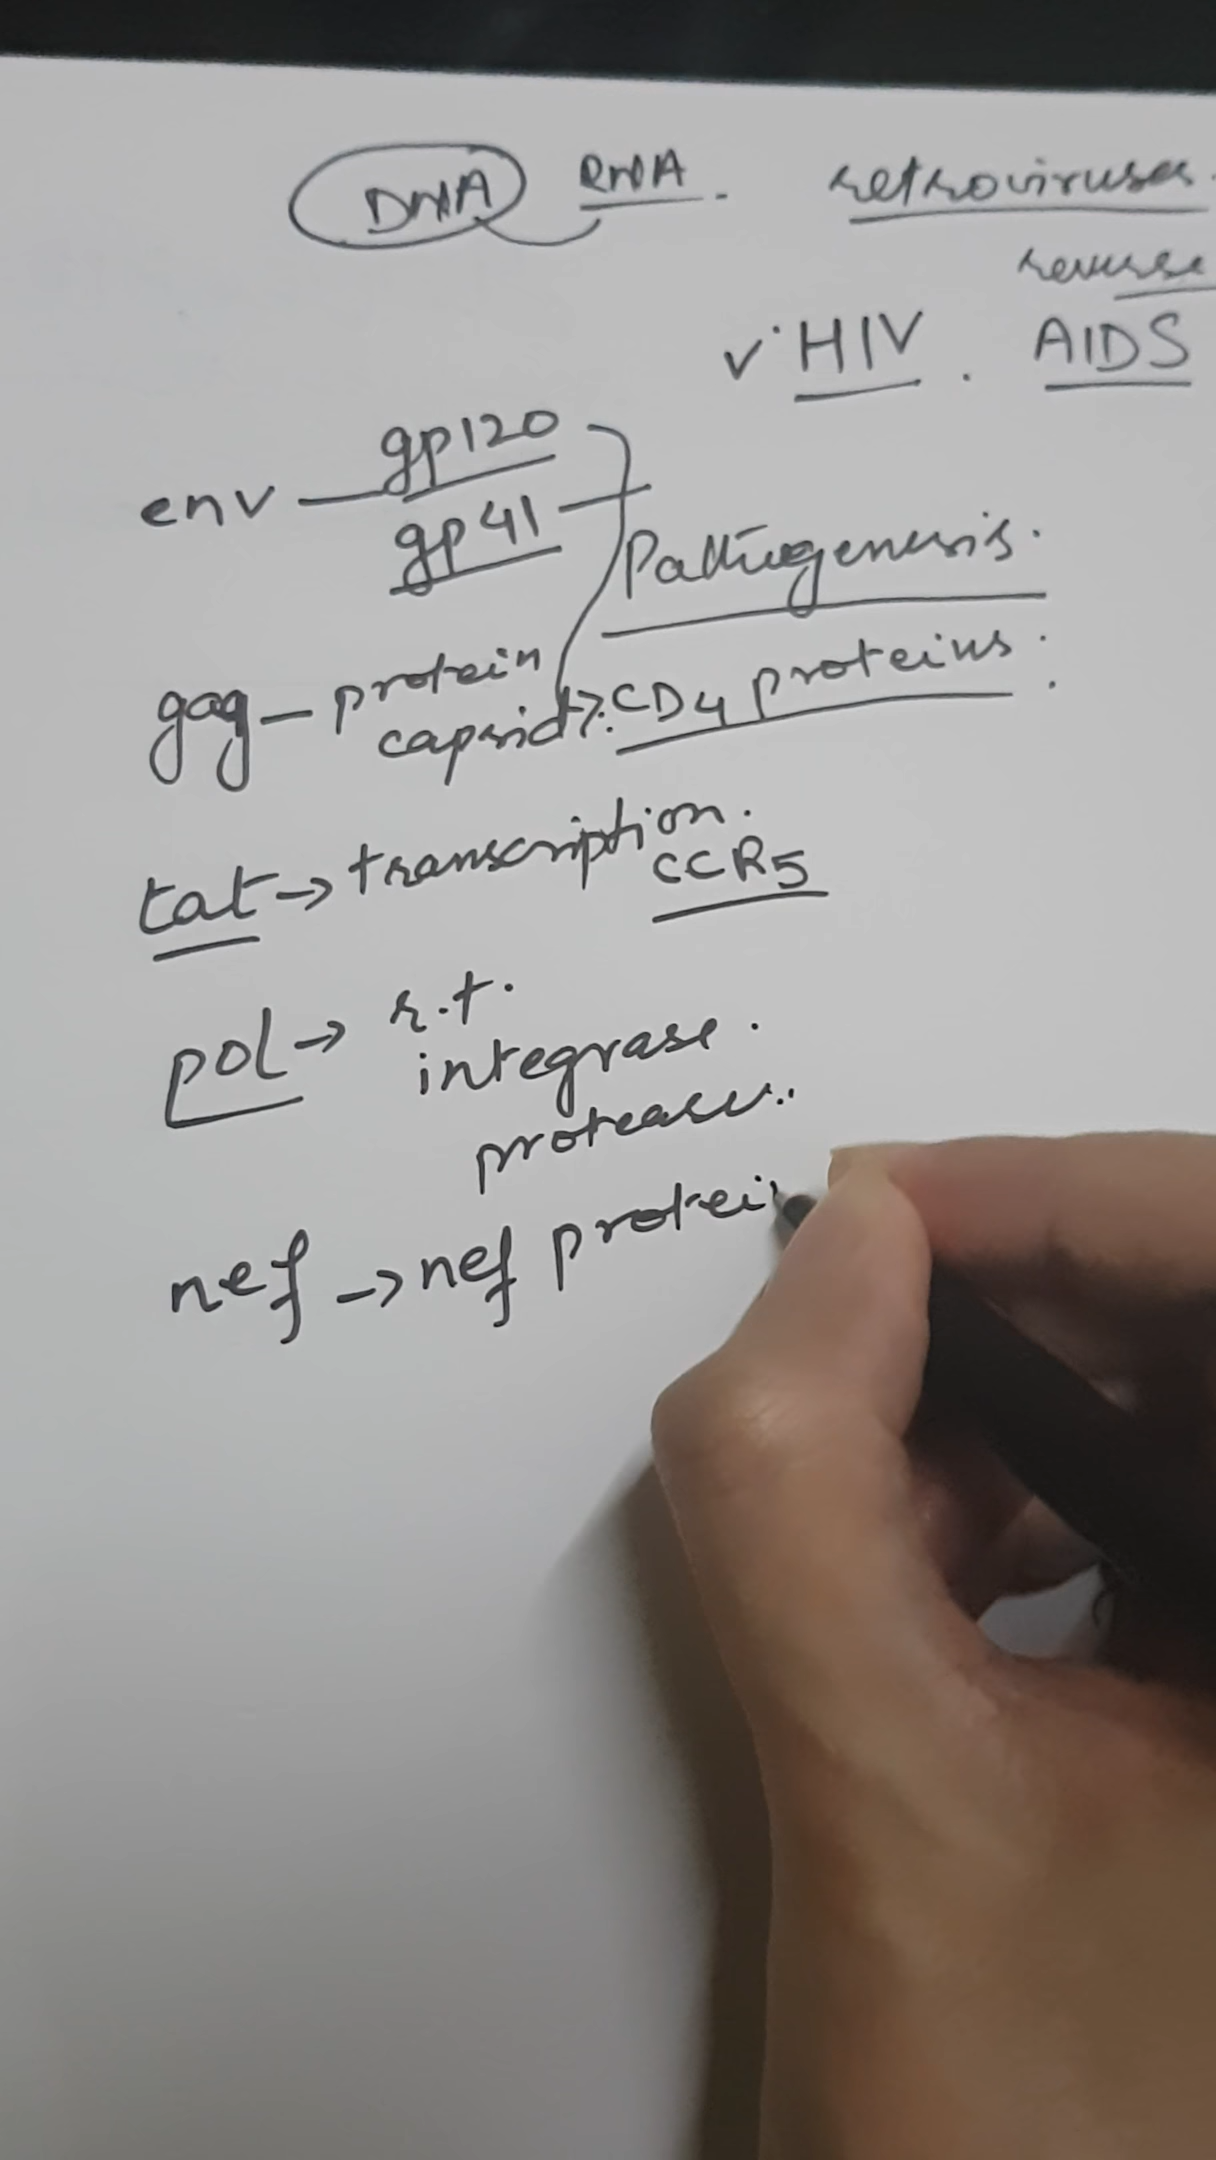 DNA RNA. retroviruses.
reverse
✓ HIV. AIDS
env — gp120
gp41
Pathogenesis.
gag — protein
capsid → CD4 proteins.
tat → transcription.
CCR5
pol → r.t.
integrase.
protease..
nef → nef protei